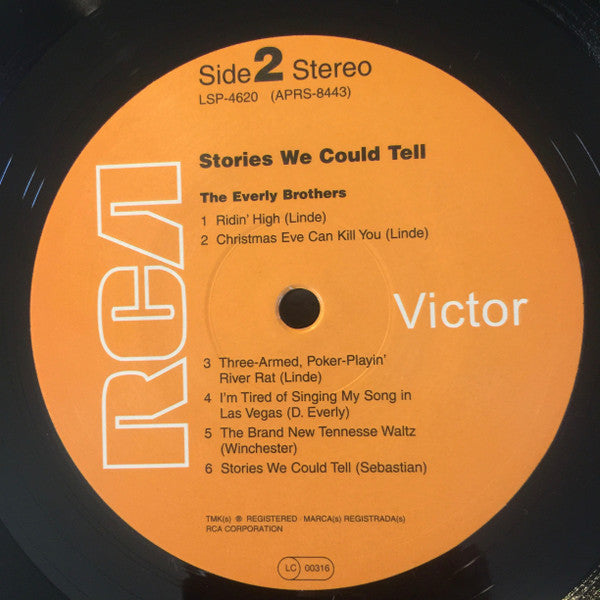 Side 2 Stereo
LSP-4620 (APRS-8443)
Stories We Could Tell
The Everly Brothers
1 Ridin' High (Linde)
2 Christmas Eve Can Kill You (Linde)
RCA
Victor
3 Three-Armed, Poker-Playin'
River Rat (Linde)
4 I'm Tired of Singing My Song in
Las Vegas (D. Everly)
5 The Brand New Tennesse Waltz
(Winchester)
6 Stories We Could Tell (Sebastian)
TMK(s) ® REGISTERED · MARCA(s) REGISTRADA(s)
RCA CORPORATION
LC 00316